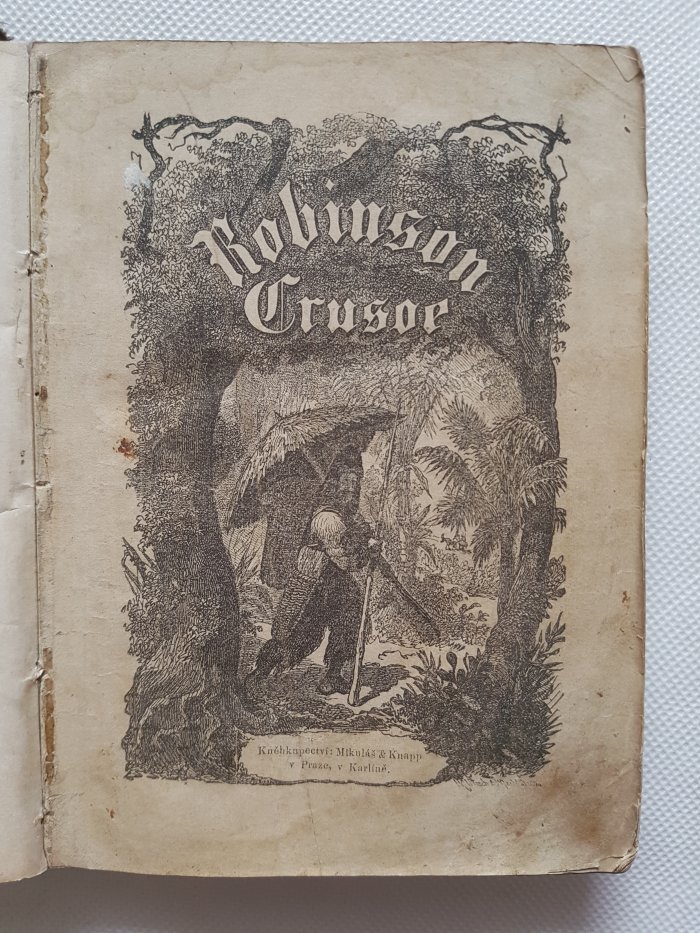 Robinson
Crusoe
Kněhkupectví: Mikuláš & Knapp
v Praze, v Karlíně.